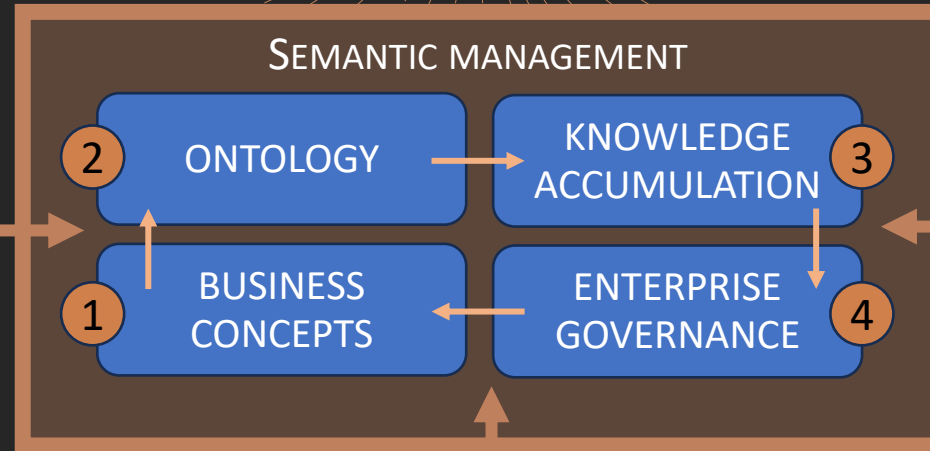 SEMANTIC MANAGEMENT
2
ONTOLOGY
KNOWLEDGE
ACCUMULATION
3
1
BUSINESS
CONCEPTS
ENTERPRISE
GOVERNANCE
4